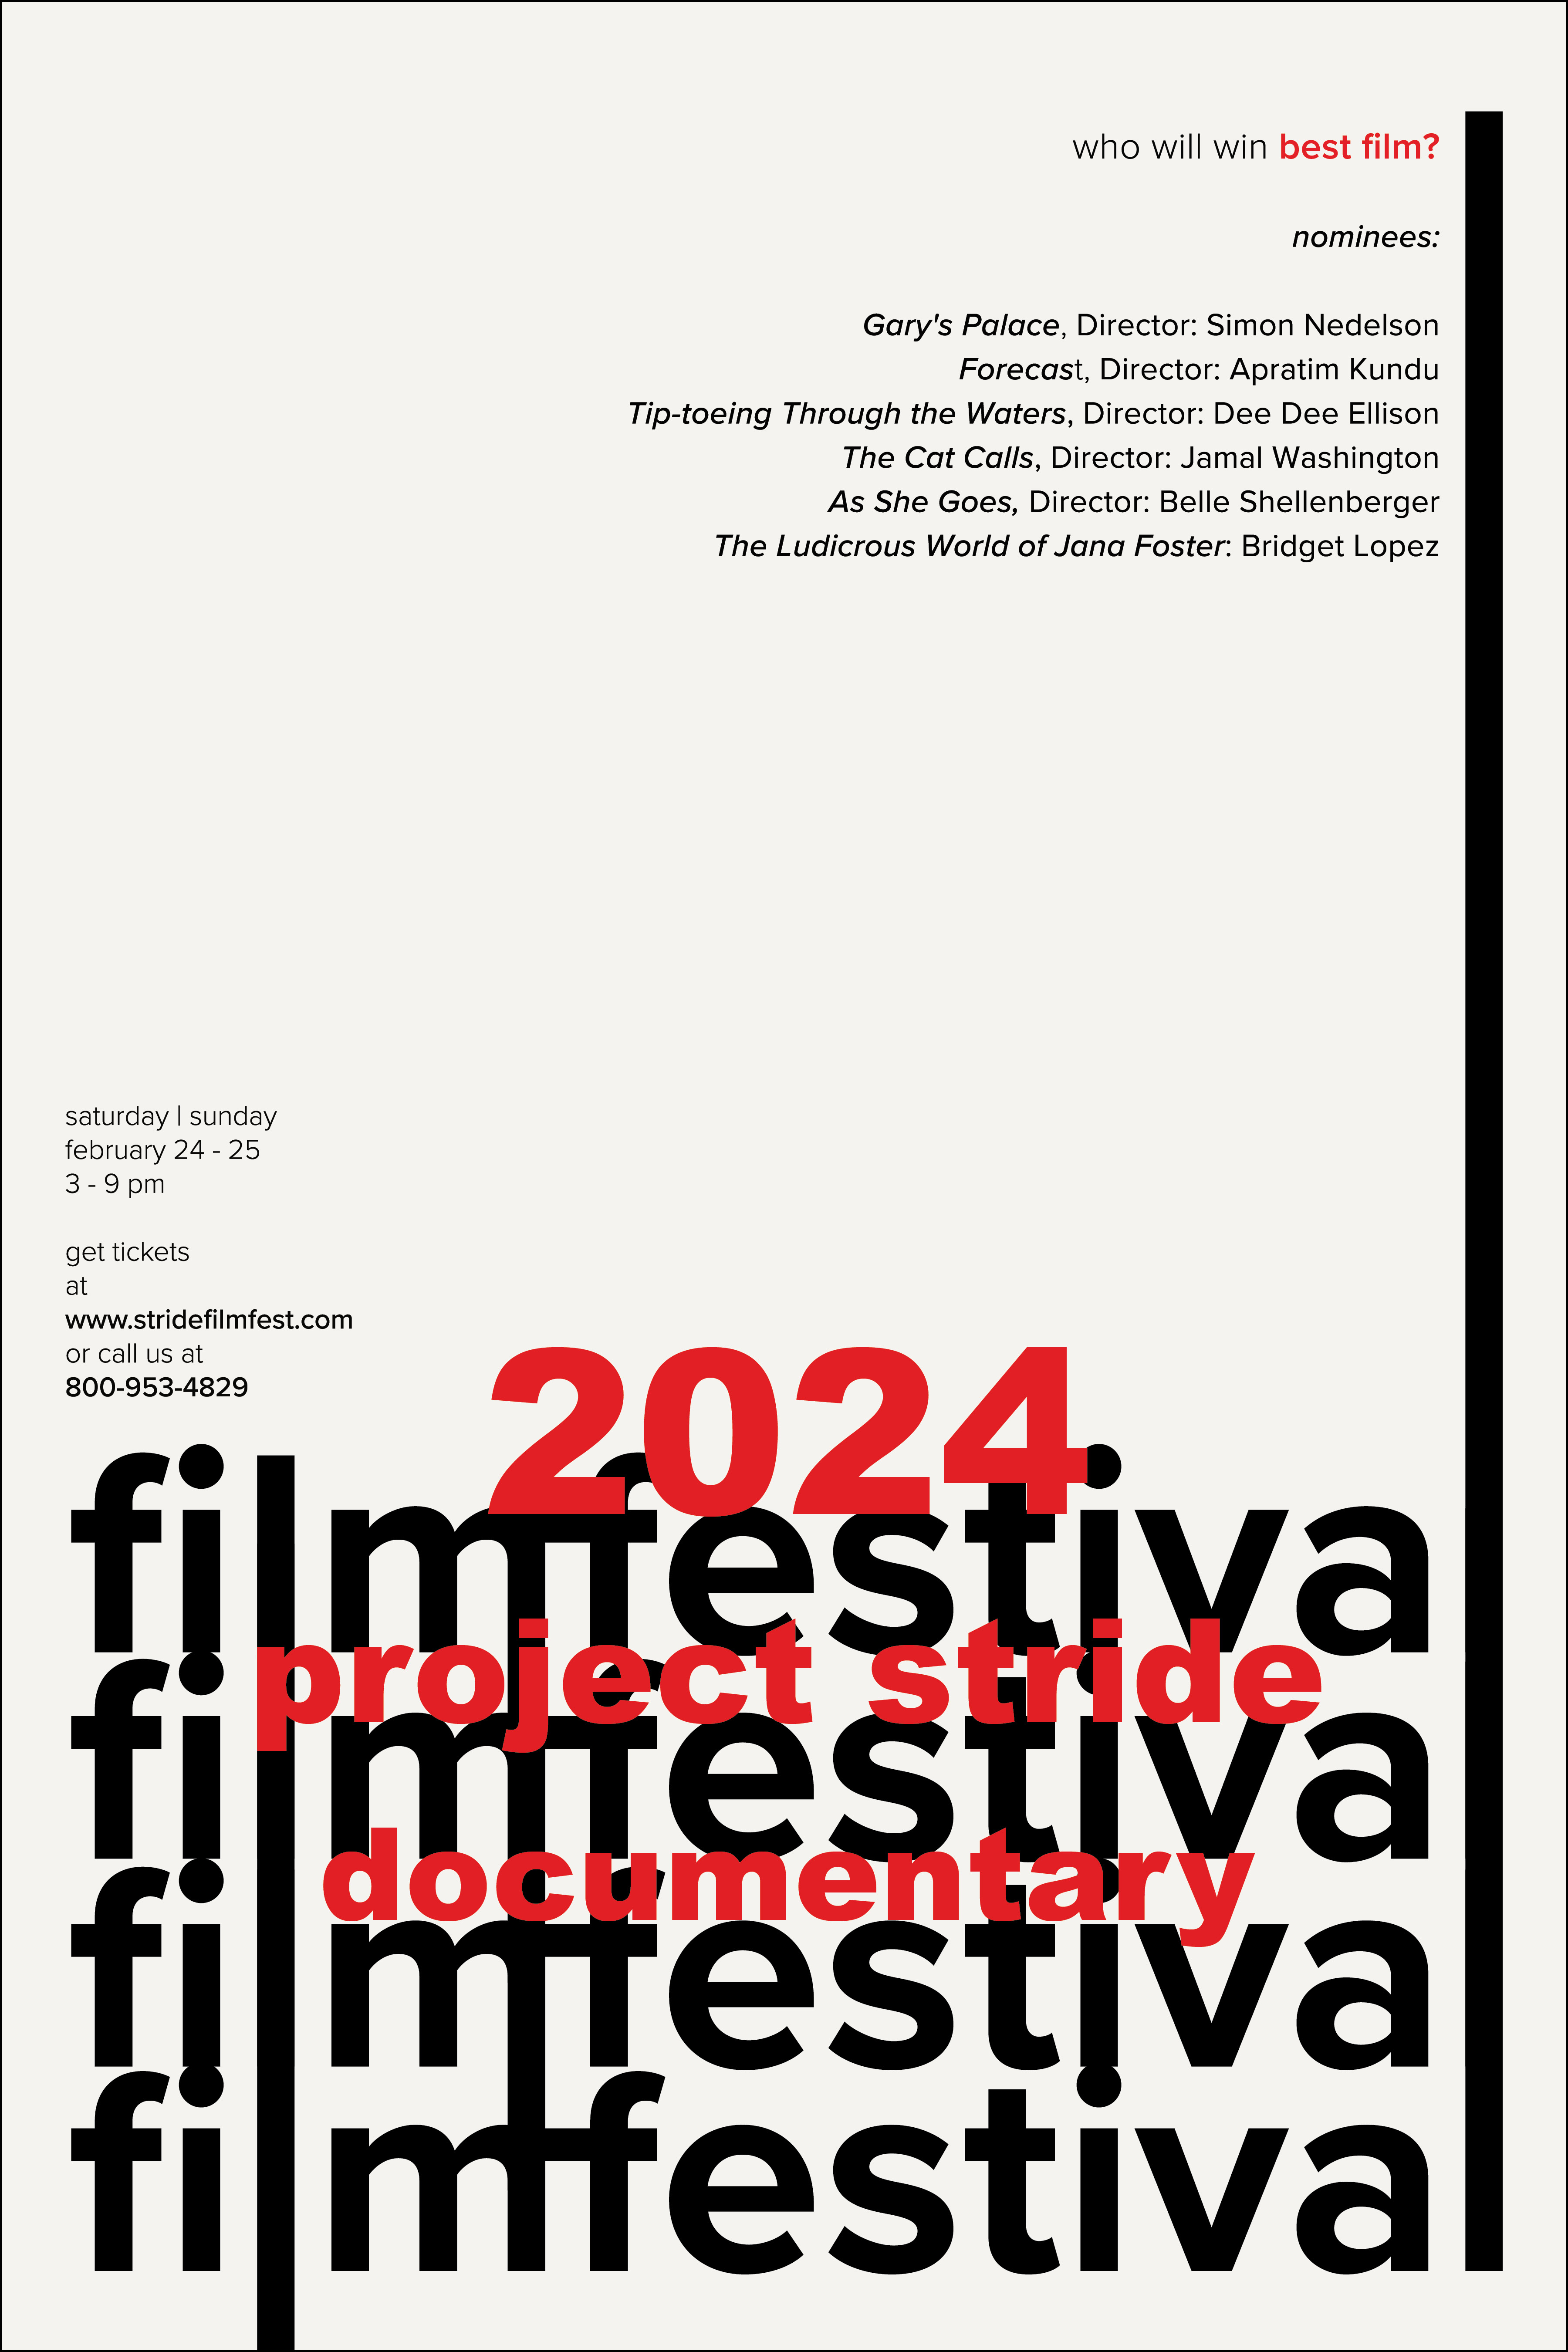 who will win best film?
nominees:
Gary's Palace, Director: Simon Nedelson
Forecast, Director: Apratim Kundu
Tip-toeing Through the Waters, Director: Dee Dee Ellison
The Cat Calls, Director: Jamal Washington
As She Goes, Director: Belle Shellenberger
The Ludicrous World of Jana Foster: Bridget Lopez
saturday | sunday
february 24 - 25
3 - 9 pm
get tickets
at
www.stridefilmfest.com
or call us at
800-953-4829
2024
filmfestival
project stride
filmfestival
documentary
filmfestival
filmfestival